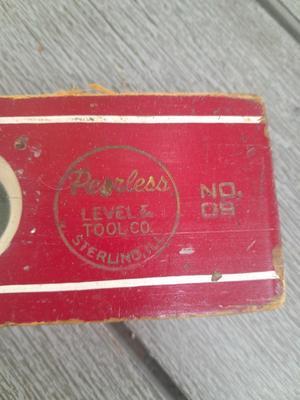 Peerless
LEVEL &
TOOL CO.
STERLING, ILL.
NO.
09